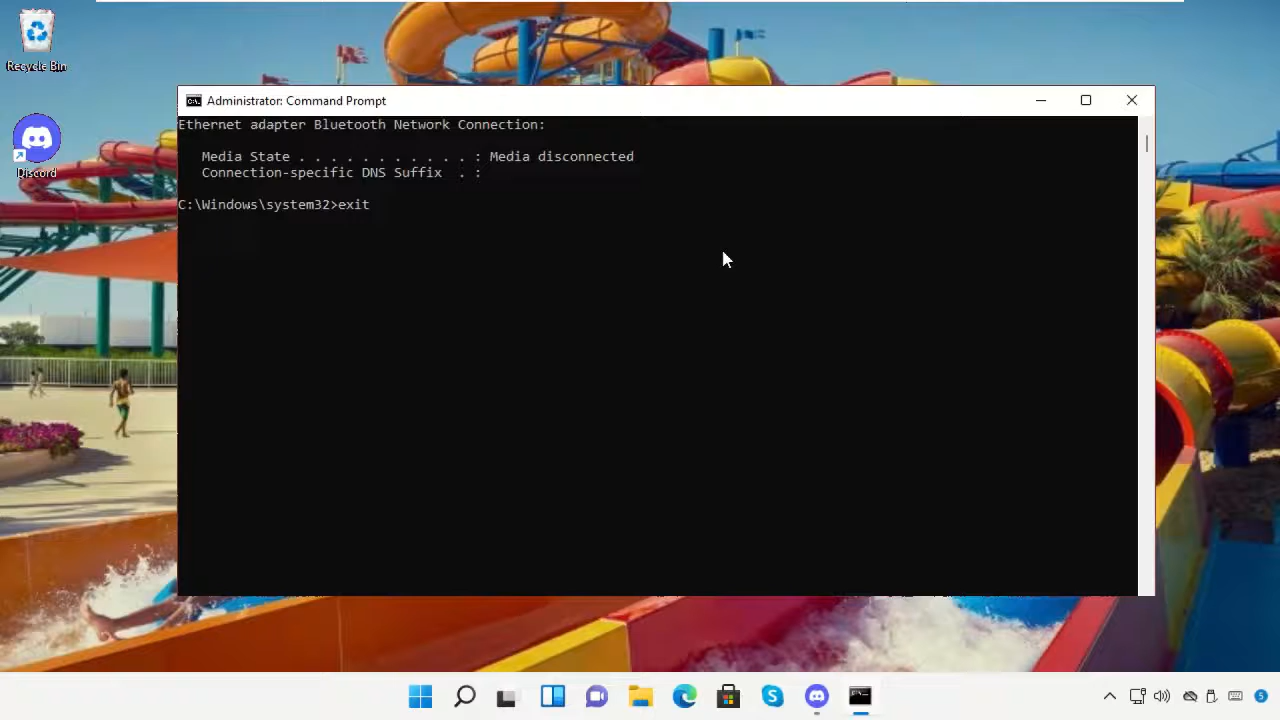 Recycle Bin
Discord
Administrator: Command Prompt
Ethernet adapter Bluetooth Network Connection:
Media State . . . . . . . . . . . : Media disconnected
Connection-specific DNS Suffix  . :
C:\Windows\system32>exit
5